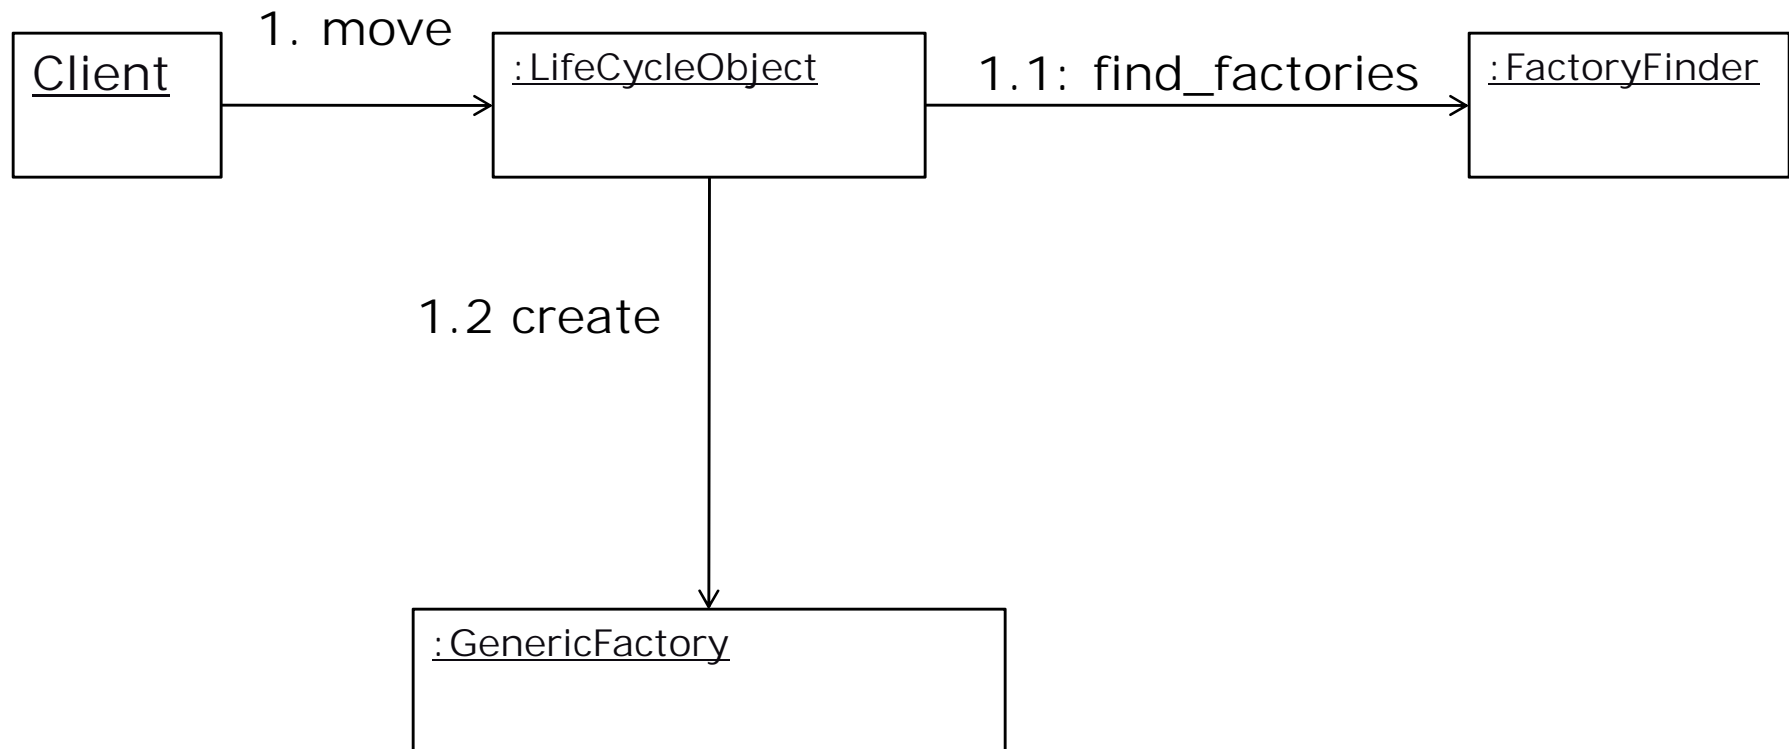 1. move
Client
:LifeCycleObject
1.1: find_factories
:FactoryFinder
1.2 create
:GenericFactory